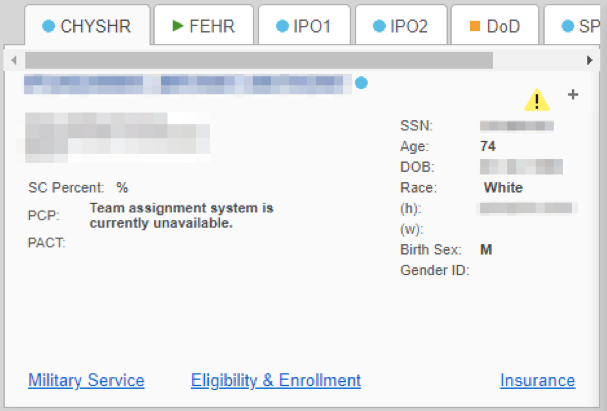 CHYSHR FEHR IPO1 IPO2 DoD SP
SSN:
Age: 74
DOB:
SC Percent: %
Race: White
PCP: Team assignment system is
currently unavailable.
(h):
(w):
PACT:
Birth Sex: M
Gender ID:
Military Service Eligibility & Enrollment Insurance